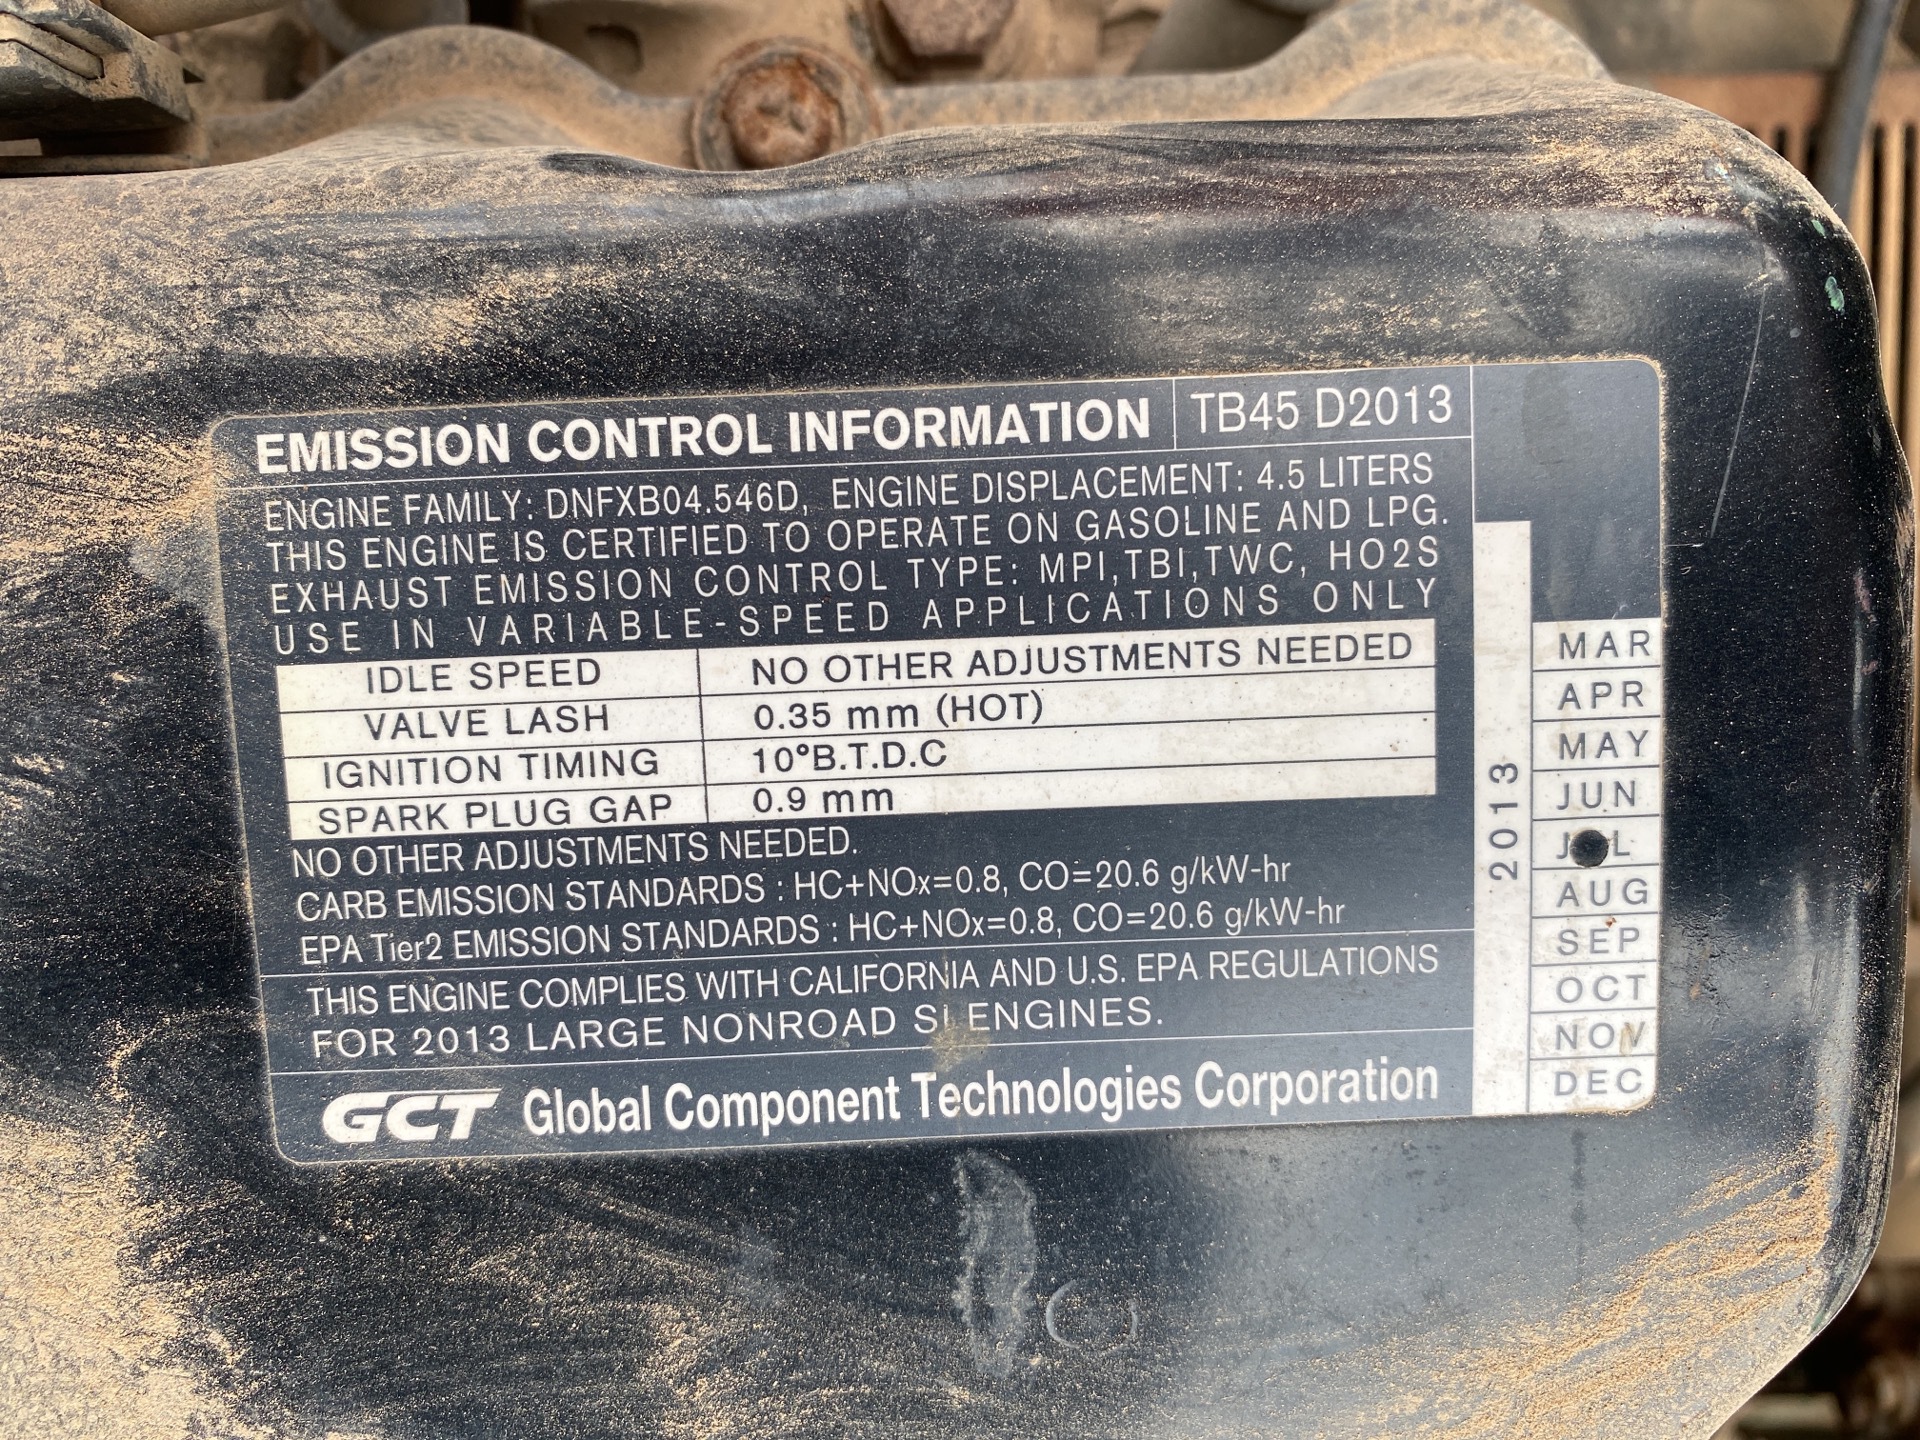 EMISSION CONTROL INFORMATION TB45 D2013
ENGINE FAMILY: DNFXB04.546D, ENGINE DISPLACEMENT: 4.5 LITERS
THIS ENGINE IS CERTIFIED TO OPERATE ON GASOLINE AND LPG.
EXHAUST EMISSION CONTROL TYPE: MPI,TBI,TWC, HO2S
USE IN VARIABLE-SPEED APPLICATIONS ONLY
IDLE SPEED NO OTHER ADJUSTMENTS NEEDED
VALVE LASH 0.35 mm (HOT)
IGNITION TIMING 10°B.T.D.C
SPARK PLUG GAP 0.9 mm
NO OTHER ADJUSTMENTS NEEDED.
CARB EMISSION STANDARDS : HC+NOx=0.8, CO=20.6 g/kW-hr
EPA Tier2 EMISSION STANDARDS : HC+NOx=0.8, CO=20.6 g/kW-hr
THIS ENGINE COMPLIES WITH CALIFORNIA AND U.S. EPA REGULATIONS
FOR 2013 LARGE NONROAD SI ENGINES.
GCT Global Component Technologies Corporation
2013
MAR
APR
MAY
JUN
JUL
AUG
SEP
OCT
NOV
DEC